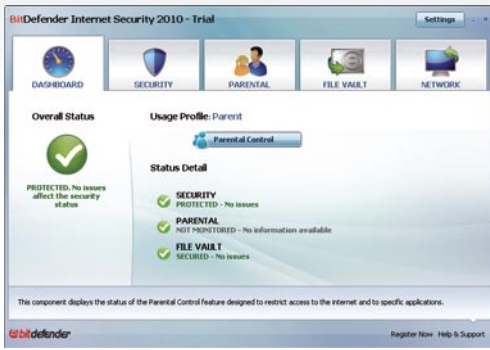 BitDefender Internet Security 2010 - Trial
Settings
DASHBOARD
SECURITY
PARENTAL
FILE VAULT
NETWORK
Overall Status
PROTECTED. No issues
affect the security
status
Usage Profile: Parent
Parental Control
Status Detail
SECURITY
PROTECTED - No issues
PARENTAL
NOT MONITORED - No information available
FILE VAULT
SECURED - No issues
This component displays the status of the Parental Control feature designed to restrict access to the internet and to specific applications.
bitdefender
Register Now Help & Support